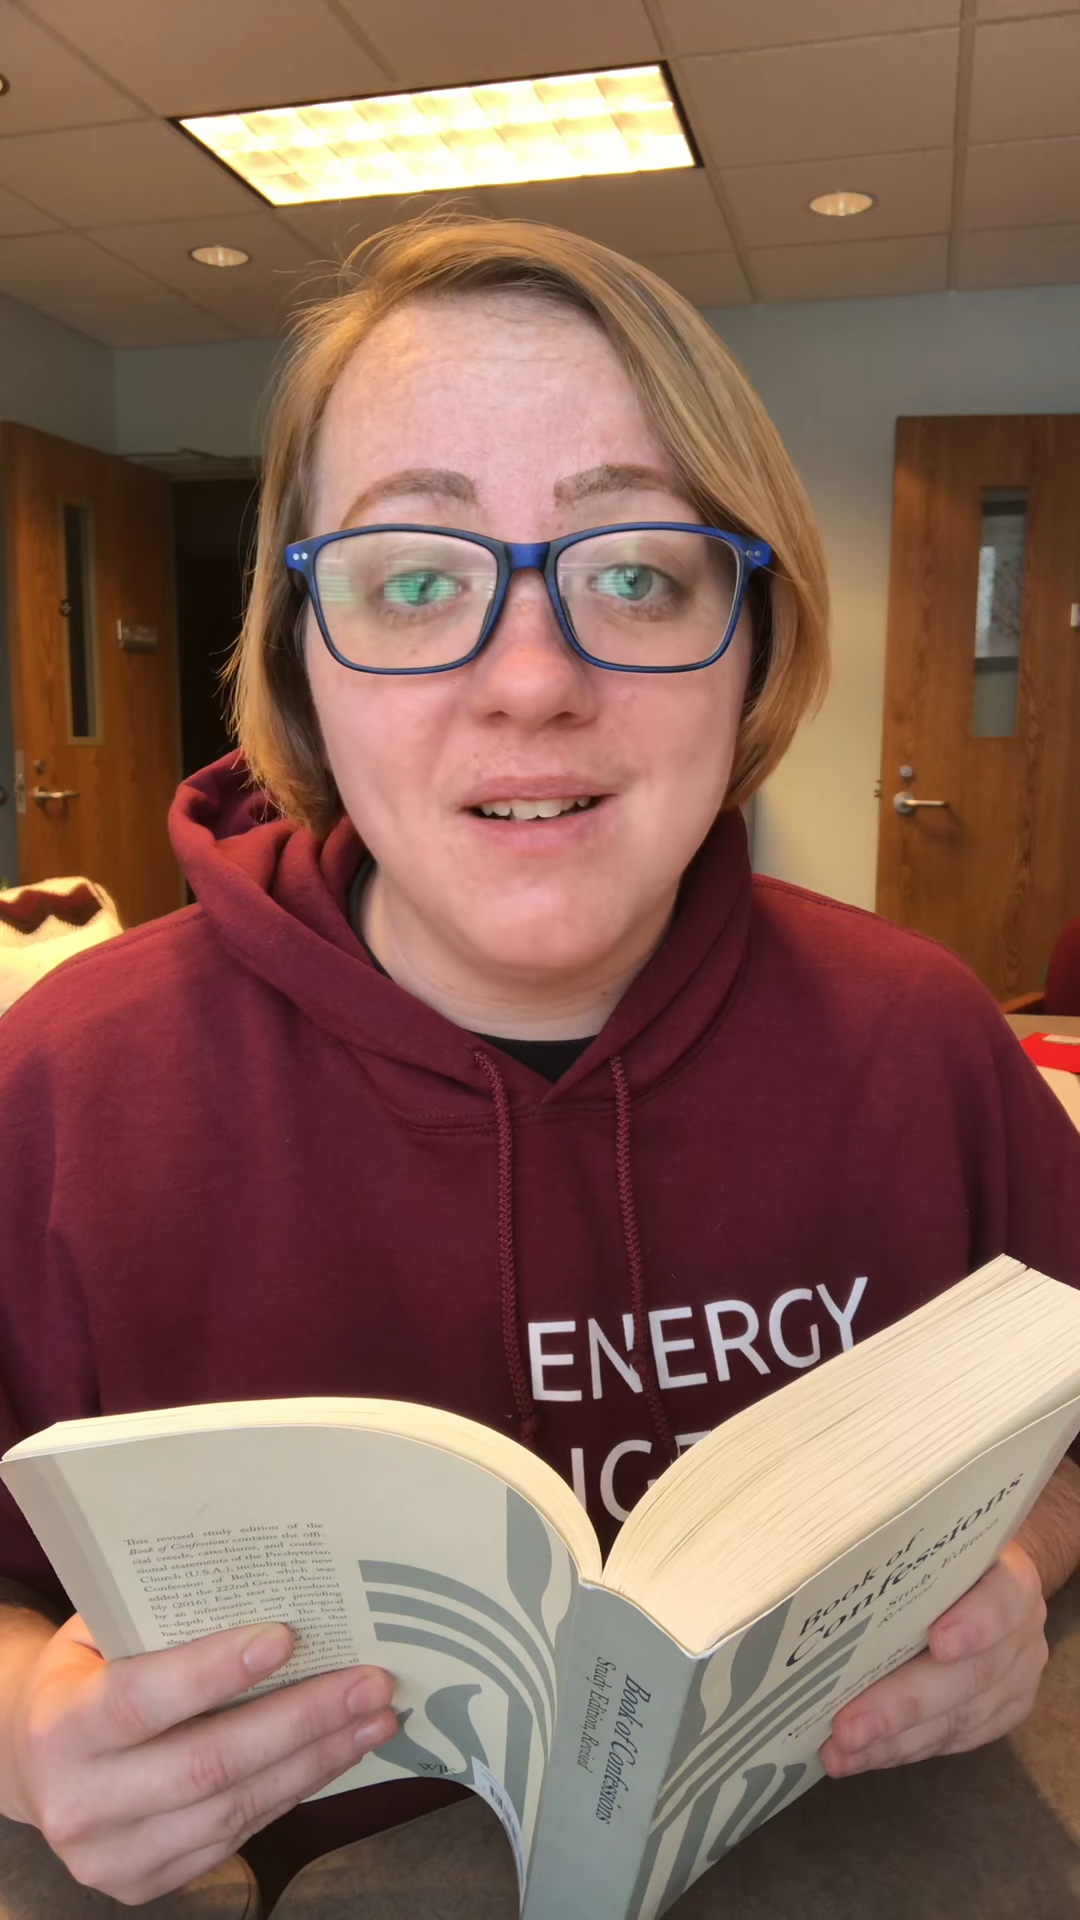 ENERGY
This revised study edition of the
Book of Confessions contains the offi-
cial creeds, catechisms, and confes-
sional statements of the Presbyterian
Church (U.S.A.), including the new
Confession of Belhar, which was
added at the 222nd General Assem-
bly (2016). Each text is introduced
by an informative essay providing
in-depth historical and theological
background information. The book
wjk
Book of Confessions
Study Edition, Revised
Book of
Confessions
Study Edition
Revised